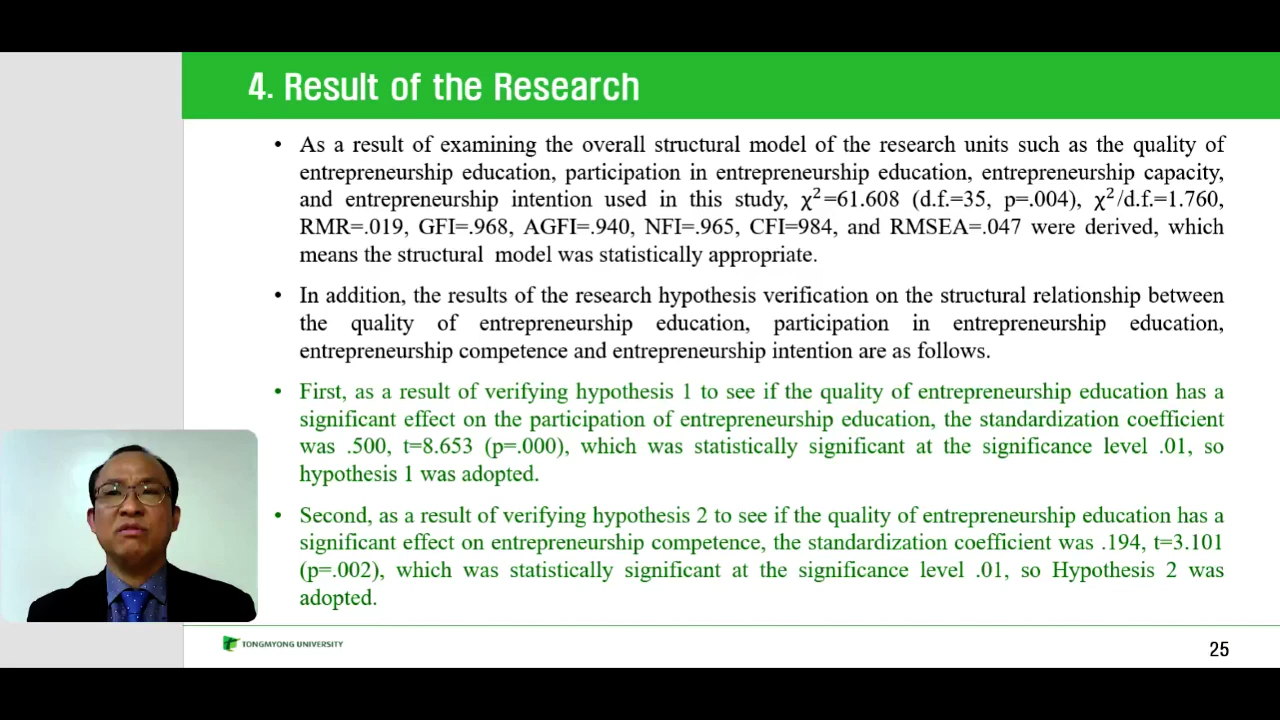 4. Result of the Research
• As a result of examining the overall structural model of the research units such as the quality of
entrepreneurship education, participation in entrepreneurship education, entrepreneurship capacity,
and entrepreneurship intention used in this study, χ²=61.608 (d.f.=35, p=.004), χ²/d.f.=1.760,
RMR=.019, GFI=.968, AGFI=.940, NFI=.965, CFI=984, and RMSEA=.047 were derived, which
means the structural model was statistically appropriate.
• In addition, the results of the research hypothesis verification on the structural relationship between
the quality of entrepreneurship education, participation in entrepreneurship education,
entrepreneurship competence and entrepreneurship intention are as follows.
• First, as a result of verifying hypothesis 1 to see if the quality of entrepreneurship education has a
significant effect on the participation of entrepreneurship education, the standardization coefficient
was .500, t=8.653 (p=.000), which was statistically significant at the significance level .01, so
hypothesis 1 was adopted.
• Second, as a result of verifying hypothesis 2 to see if the quality of entrepreneurship education has a
significant effect on entrepreneurship competence, the standardization coefficient was .194, t=3.101
(p=.002), which was statistically significant at the significance level .01, so Hypothesis 2 was
adopted.
TONGMYONG UNIVERSITY
25